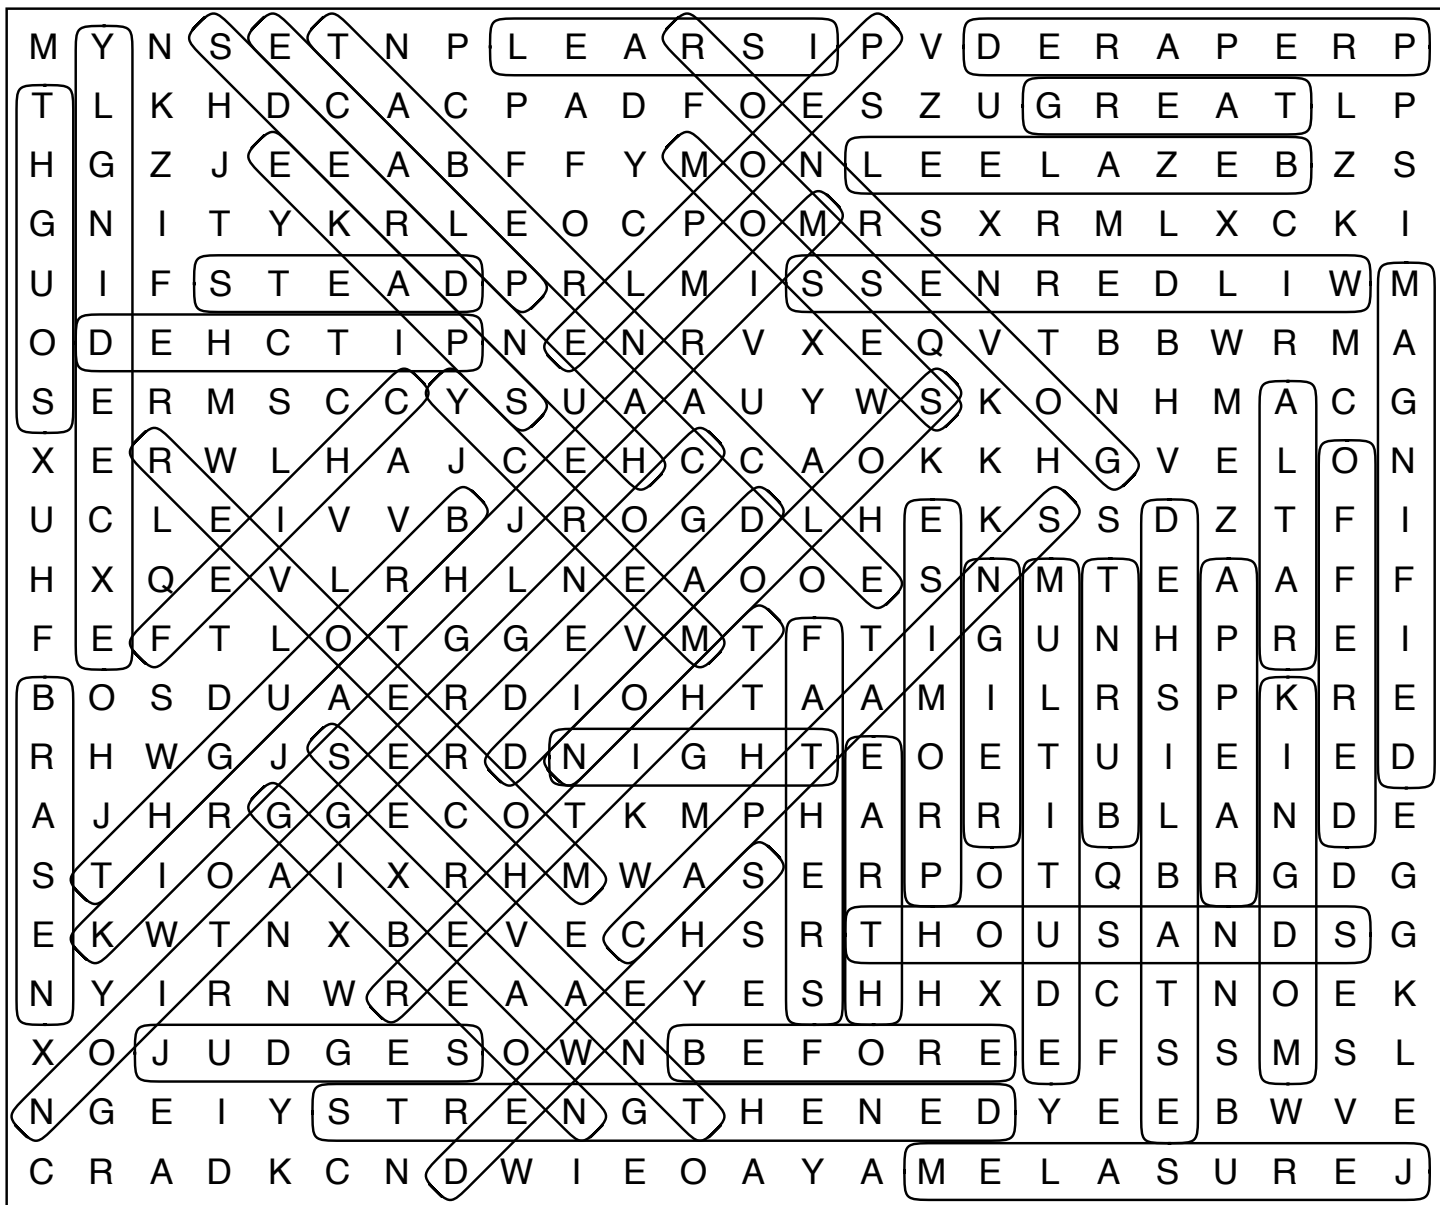 M Y N S E T N P L E A R S I P V D E R A P E R P
T L K H D C A C P A D F O E S Z U G R E A T L P
H G Z J E E A B F F Y M O N L E E L A Z E B Z S
G N I T Y K R L E O C P O M R S X R M L X C K I
U I F S T E A D P R L M I S S E N R E D L I W M
O D E H C T I P N E N R V X E Q V T B B W R M A
S E R M S C C Y S U A A U Y W S K O N H M A C G
X E R W L H A J C E H C C A O K K H G V E L O N
U C L E I V V B J R O G D L H E K S S D Z T F I
H X Q E V L R H L N E A O O E S N M T E A A F F
F E F T L O T G G E V M T F T I G U N H P R E I
B O S D U A E R D I O H T A A M I L R S P K R E
R H W G J S E R D N I G H T E O E T U I E I E D
A J H R G G E C O T K M P H A R R I B L A N D E
S T I O A I X R H M W A S E R P O T Q B R G D G
E K W T N X B E V E C H S R T H O U S A N D S G
N Y I R N W R E A A E Y E S H H X D C T N O E K
X O J U D G E S O W N B E F O R E E F S S M S L
N G E I Y S T R E N G T H E N E D Y E E B W V E
C R A D K C N D W I E O A Y A M E L A S U R E J